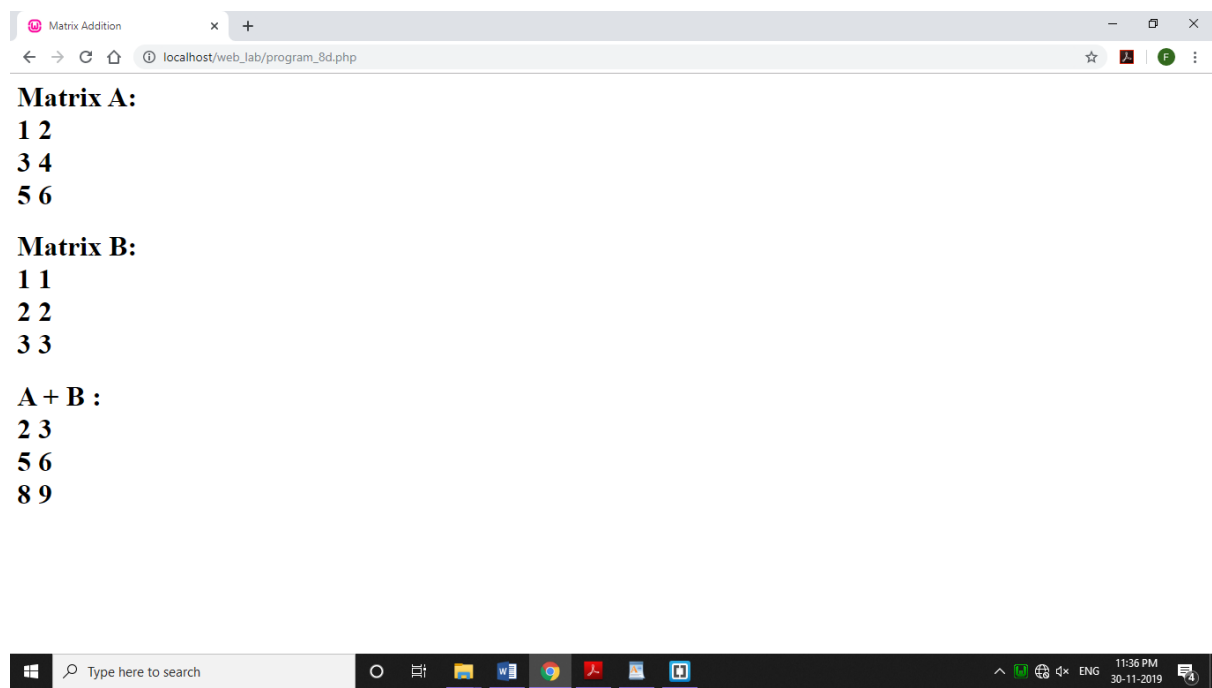 Matrix Addition
localhost/web_lab/program_8d.php
F
Matrix A:
1 2
3 4
5 6
Matrix B:
1 1
2 2
3 3
A + B :
2 3
5 6
8 9
Type here to search
ENG
11:36 PM
30-11-2019
4